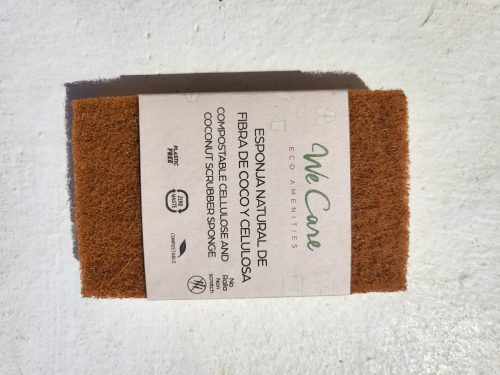 We Care
ECO AMENITIES
ESPONJA NATURAL DE
FIBRA DE COCO Y CELULOSA
COMPOSTABLE CELLULOSE AND
COCONUT SCRUBBER SPONGE
PLASTIC
FREE
ZERO
WASTE
COMPOSTABLE
No
Ralla
Non
scratch